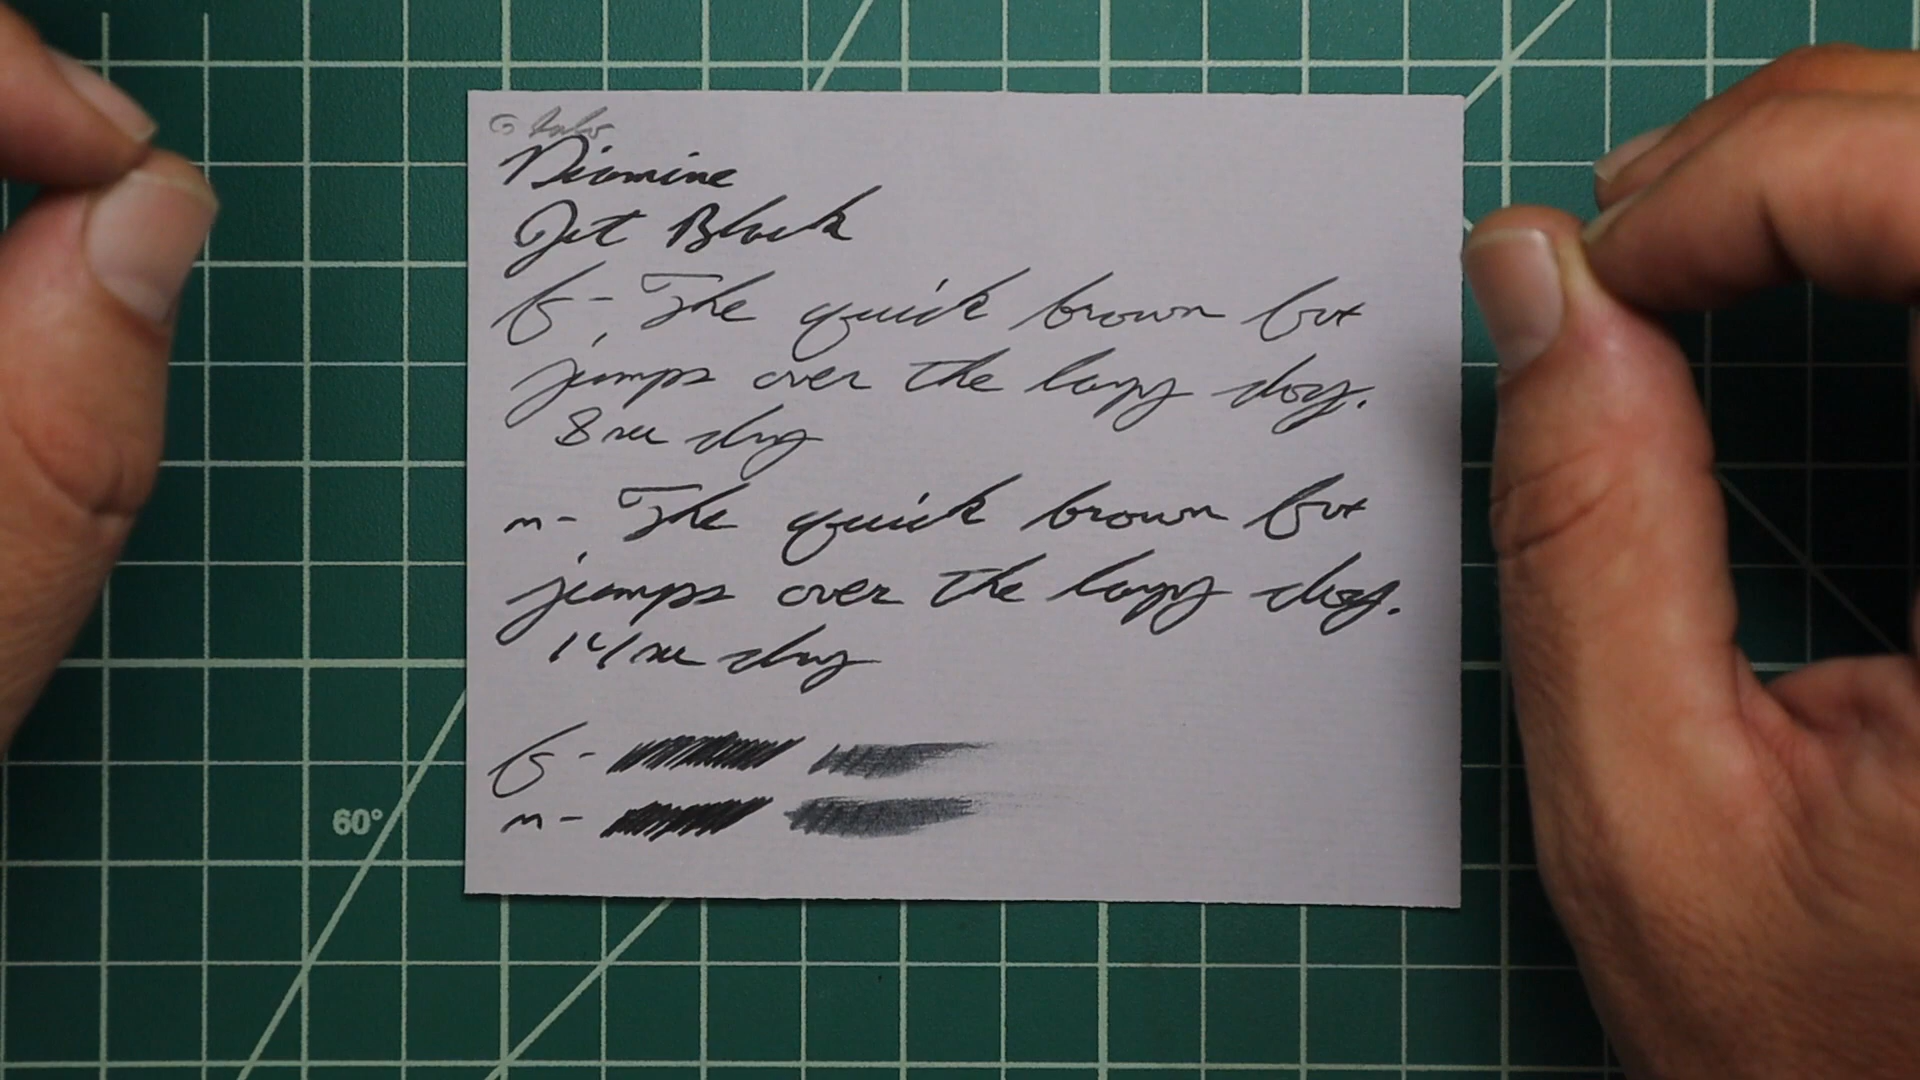 Diamine
Jet Black
f - The quick brown fox
jumps over the lazy dog.
8 sec dry
m - The quick brown fox
jumps over the lazy dog.
14 sec dry
f -
m -
60°